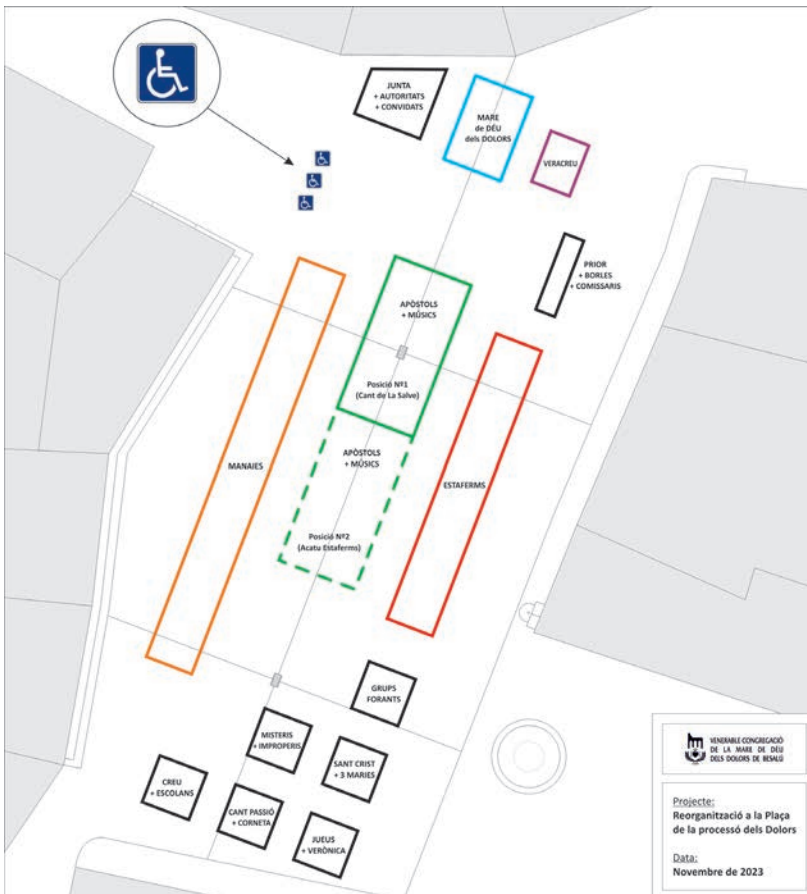 JUNTA
+ AUTORITATS
+ CONVIDATS
MARE
de DÉU
dels DOLORS
VERACREU
PRIOR
+ BORLES
+ COMISSARIS
APÒSTOLS
+ MÚSICS
Posició Nº1
(Cant de La Salve)
APÒSTOLS
+ MÚSICS
Posició Nº2
(Acatu Estaferms)
MANAIES
ESTAFERMS
GRUPS
FORANTS
MISTERIS
+ IMPROPERIS
SANT CRIST
+ 3 MARIES
CREU
+ ESCOLANS
CANT PASSIÓ
+ CORNETA
JUEUS
+ VERÒNICA
VENERABLE CONGREGACIÓ
DE LA MARE DE DÉU
DELS DOLORS DE BESALÚ
Projecte:
Reorganització a la Plaça
de la processó dels Dolors
Data:
Novembre de 2023